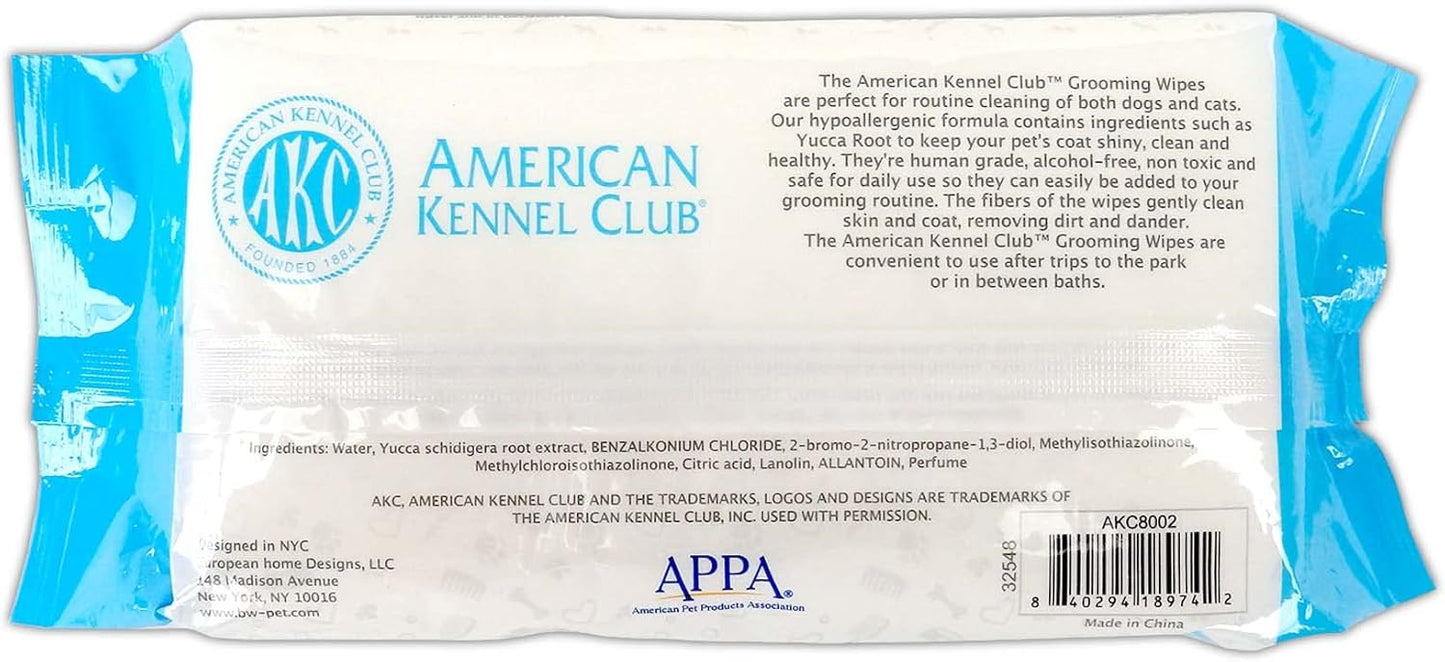 AMERICAN KENNEL CLUB
AKC
FOUNDED 1884
AMERICAN
KENNEL CLUB®
The American Kennel Club™ Grooming Wipes
are perfect for routine cleaning of both dogs and cats.
Our hypoallergenic formula contains ingredients such as
Yucca Root to keep your pet's coat shiny, clean and
healthy. They're human grade, alcohol-free, non toxic and
safe for daily use so they can easily be added to your
grooming routine. The fibers of the wipes gently clean
skin and coat, removing dirt and dander.
The American Kennel Club™ Grooming Wipes are
convenient to use after trips to the park
or in between baths.
* Ingredients: Water, Yucca schidigera root extract, BENZALKONIUM CHLORIDE, 2-bromo-2-nitropropane-1,3-diol, Methylisothiazolinone,
Methylchloroisothiazolinone, Citric acid, Lanolin, ALLANTOIN, Perfume
AKC, AMERICAN KENNEL CLUB AND THE TRADEMARKS, LOGOS AND DESIGNS ARE TRADEMARKS OF
THE AMERICAN KENNEL CLUB, INC. USED WITH PERMISSION.
Designed in NYC
European home Designs, LLC
148 Madison Avenue
New York, NY 10016
www.bw-pet.com
APPA®
American Pet Products Association
32548
AKC8002
8 40294 18974 2
Made in China